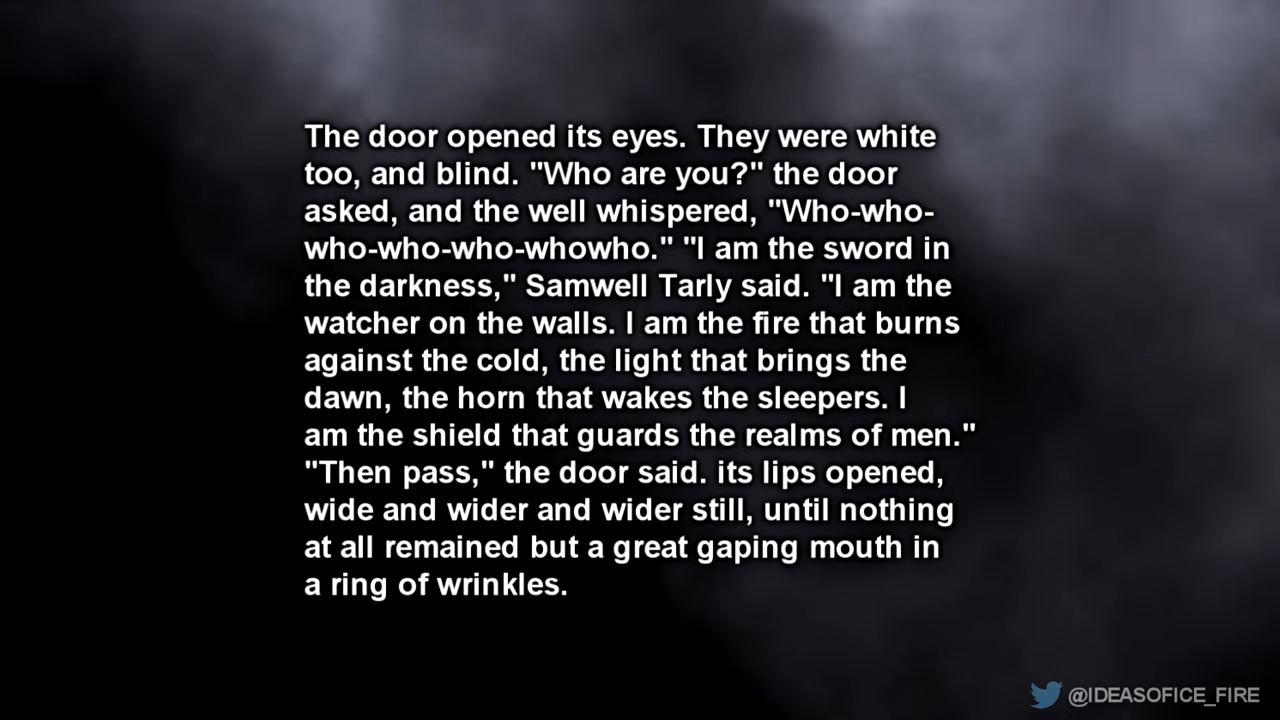 The door opened its eyes. They were white
too, and blind. "Who are you?" the door
asked, and the well whispered, "Who-who-
who-who-who-whowho." "I am the sword in
the darkness," Samwell Tarly said. "I am the
watcher on the walls. I am the fire that burns
against the cold, the light that brings the
dawn, the horn that wakes the sleepers. I
am the shield that guards the realms of men."
"Then pass," the door said. its lips opened,
wide and wider and wider still, until nothing
at all remained but a great gaping mouth in
a ring of wrinkles.
@IDEASOFICE_FIRE